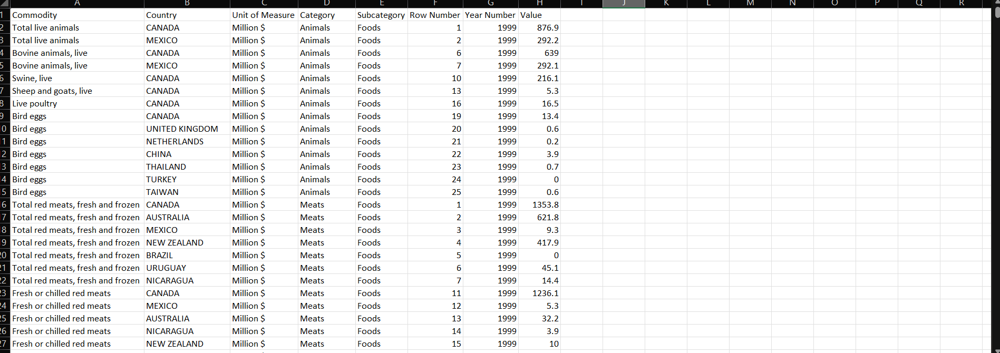 A B C D E F G H I J K L M N O P Q R
1 Commodity Country Unit of Measure Category Subcategory Row Number Year Number Value
2 Total live animals CANADA Million $ Animals Foods 1 1999 876.9
3 Total live animals MEXICO Million $ Animals Foods 2 1999 292.2
4 Bovine animals, live CANADA Million $ Animals Foods 6 1999 639
5 Bovine animals, live MEXICO Million $ Animals Foods 7 1999 292.1
6 Swine, live CANADA Million $ Animals Foods 10 1999 216.1
7 Sheep and goats, live CANADA Million $ Animals Foods 13 1999 5.3
8 Live poultry CANADA Million $ Animals Foods 16 1999 16.5
9 Bird eggs CANADA Million $ Animals Foods 19 1999 13.4
0 Bird eggs UNITED KINGDOM Million $ Animals Foods 20 1999 0.6
1 Bird eggs NETHERLANDS Million $ Animals Foods 21 1999 0.2
2 Bird eggs CHINA Million $ Animals Foods 22 1999 3.9
3 Bird eggs THAILAND Million $ Animals Foods 23 1999 0.7
4 Bird eggs TURKEY Million $ Animals Foods 24 1999 0
5 Bird eggs TAIWAN Million $ Animals Foods 25 1999 0.6
6 Total red meats, fresh and frozen CANADA Million $ Meats Foods 1 1999 1353.8
7 Total red meats, fresh and frozen AUSTRALIA Million $ Meats Foods 2 1999 621.8
8 Total red meats, fresh and frozen MEXICO Million $ Meats Foods 3 1999 9.3
9 Total red meats, fresh and frozen NEW ZEALAND Million $ Meats Foods 4 1999 417.9
20 Total red meats, fresh and frozen BRAZIL Million $ Meats Foods 5 1999 0
21 Total red meats, fresh and frozen URUGUAY Million $ Meats Foods 6 1999 45.1
22 Total red meats, fresh and frozen NICARAGUA Million $ Meats Foods 7 1999 14.4
23 Fresh or chilled red meats CANADA Million $ Meats Foods 11 1999 1236.1
24 Fresh or chilled red meats MEXICO Million $ Meats Foods 12 1999 5.3
25 Fresh or chilled red meats AUSTRALIA Million $ Meats Foods 13 1999 32.2
26 Fresh or chilled red meats NICARAGUA Million $ Meats Foods 14 1999 3.9
27 Fresh or chilled red meats NEW ZEALAND Million $ Meats Foods 15 1999 10